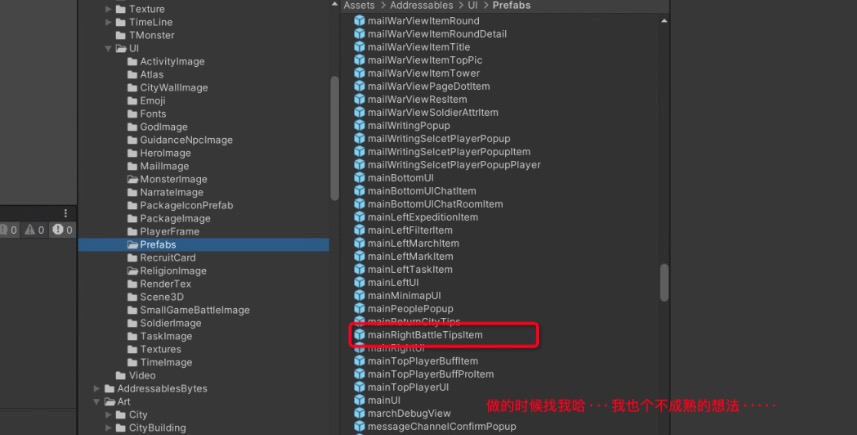 Texture
TimeLine
TMonster
UI
ActivityImage
Atlas
CityWallImage
Emoji
Fonts
GodImage
GuidanceNpcImage
HeroImage
MailImage
MonsterImage
NarrateImage
PackageIconPrefab
PackageImage
PlayerFrame
Prefabs
RecruitCard
ReligionImage
RenderTex
Scene3D
SmallGameBattleImage
SoldierImage
TaskImage
Textures
TimeImage
Video
AddressablesBytes
Art
City
CityBuilding
0 0 0
Assets > Addressables > UI > Prefabs
mailWarViewItemRound
mailWarViewItemRoundDetail
mailWarViewItemTitle
mailWarViewItemTopPic
mailWarViewItemTower
mailWarViewPageDotItem
mailWarViewResItem
mailWarViewSoldierAttrItem
mailWritingPopup
mailWritingSelcetPlayerPopup
mailWritingSelcetPlayerPopupItem
mailWritingSelcetPlayerPopupPlayer
mainBottomUI
mainBottomUIChatItem
mainBottomUIChatRoomItem
mainLeftExpeditionItem
mainLeftFilterItem
mainLeftMarchItem
mainLeftMarkItem
mainLeftTaskItem
mainLeftUI
mainMinimapUI
mainPeoplePopup
mainReturnCityTips
mainRightBattleTipsItem
mainRightUI
mainTopPlayerBuffItem
mainTopPlayerBuffProItem
mainTopPlayerUI
mainUI
marchDebugView
messageChannelConfirmPopup
做的时候找我哈···我也个不成熟的想法·····